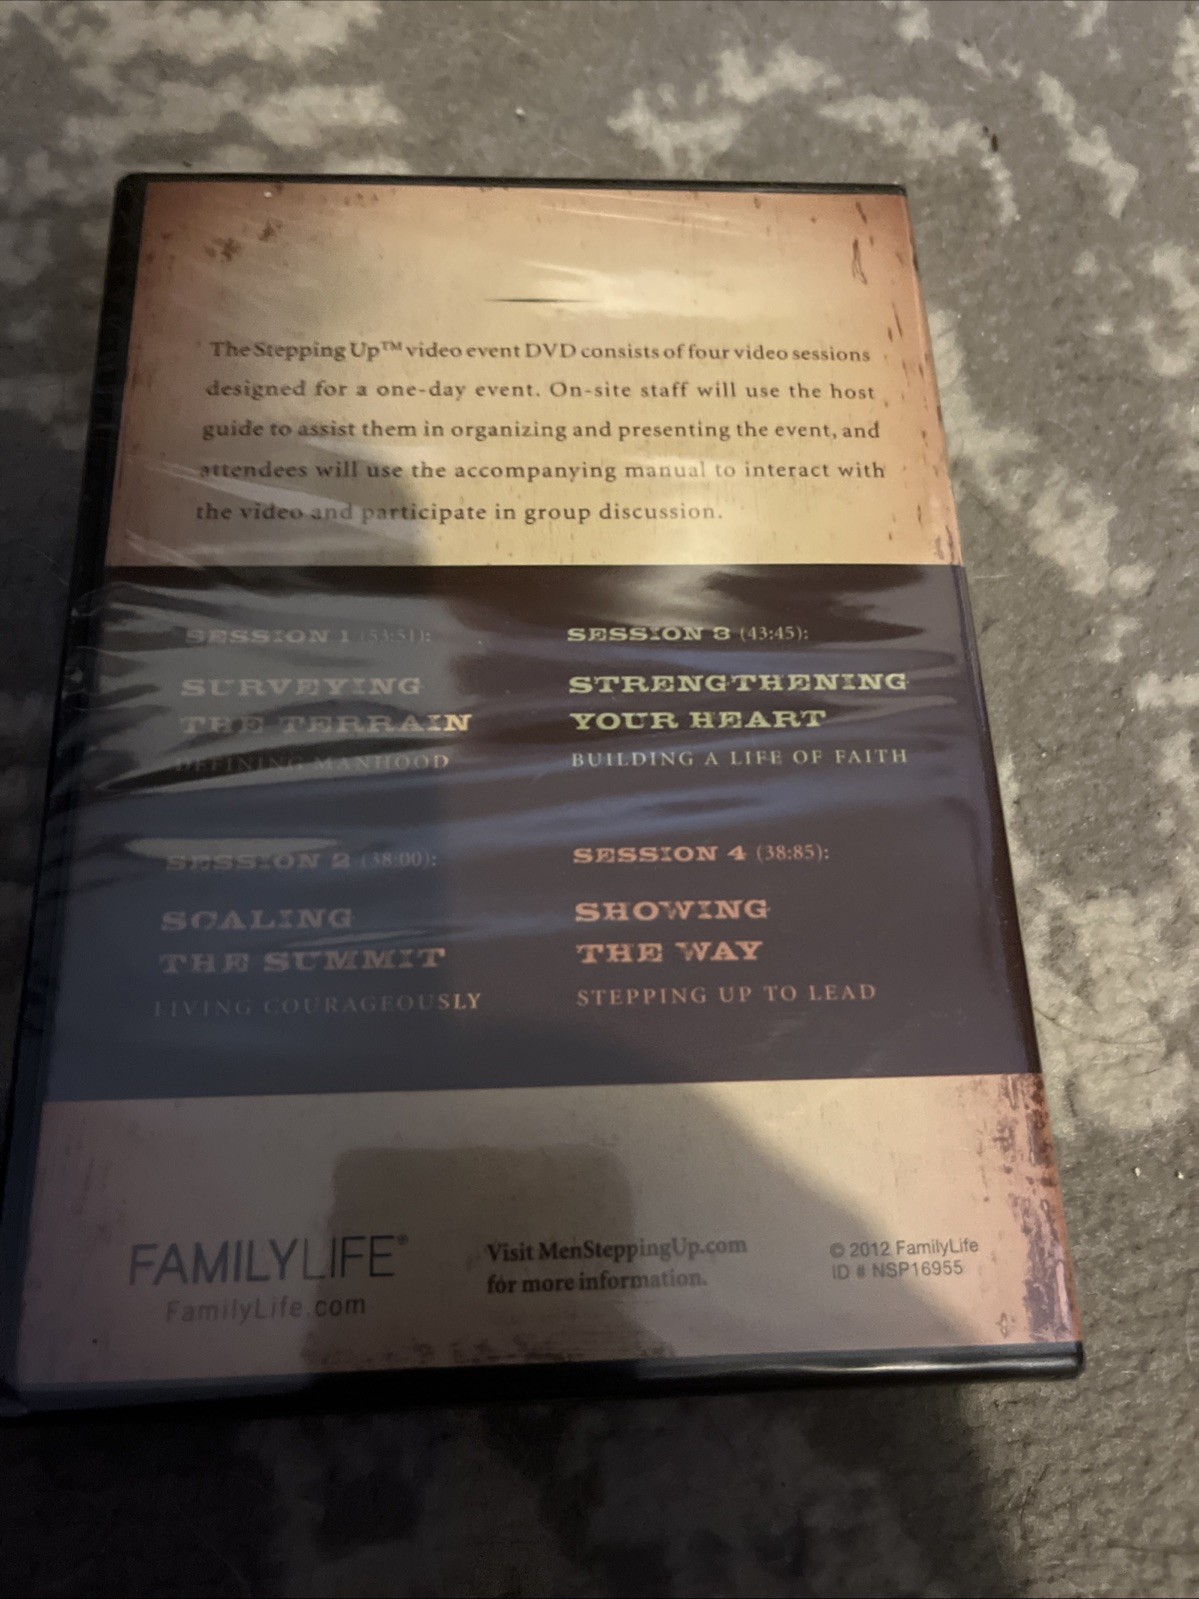 The Stepping Up™ video event DVD consists of four video sessions
designed for a one-day event. On-site staff will use the host
guide to assist them in organizing and presenting the event, and
attendees will use the accompanying manual to interact with
the video and participate in group discussion.
SESSION 1 (53:51):
SURVEYING
THE TERRAIN
DEFINING MANHOOD
SESSION 2 (38:00):
SCALING
THE SUMMIT
LIVING COURAGEOUSLY
SESSION 3 (43:45):
STRENGTHENING
YOUR HEART
BUILDING A LIFE OF FAITH
SESSION 4 (38:85):
SHOWING
THE WAY
STEPPING UP TO LEAD
FAMILYLIFE®
FamilyLife.com
Visit MenSteppingUp.com
for more information.
© 2012 FamilyLife
ID # NSP16955